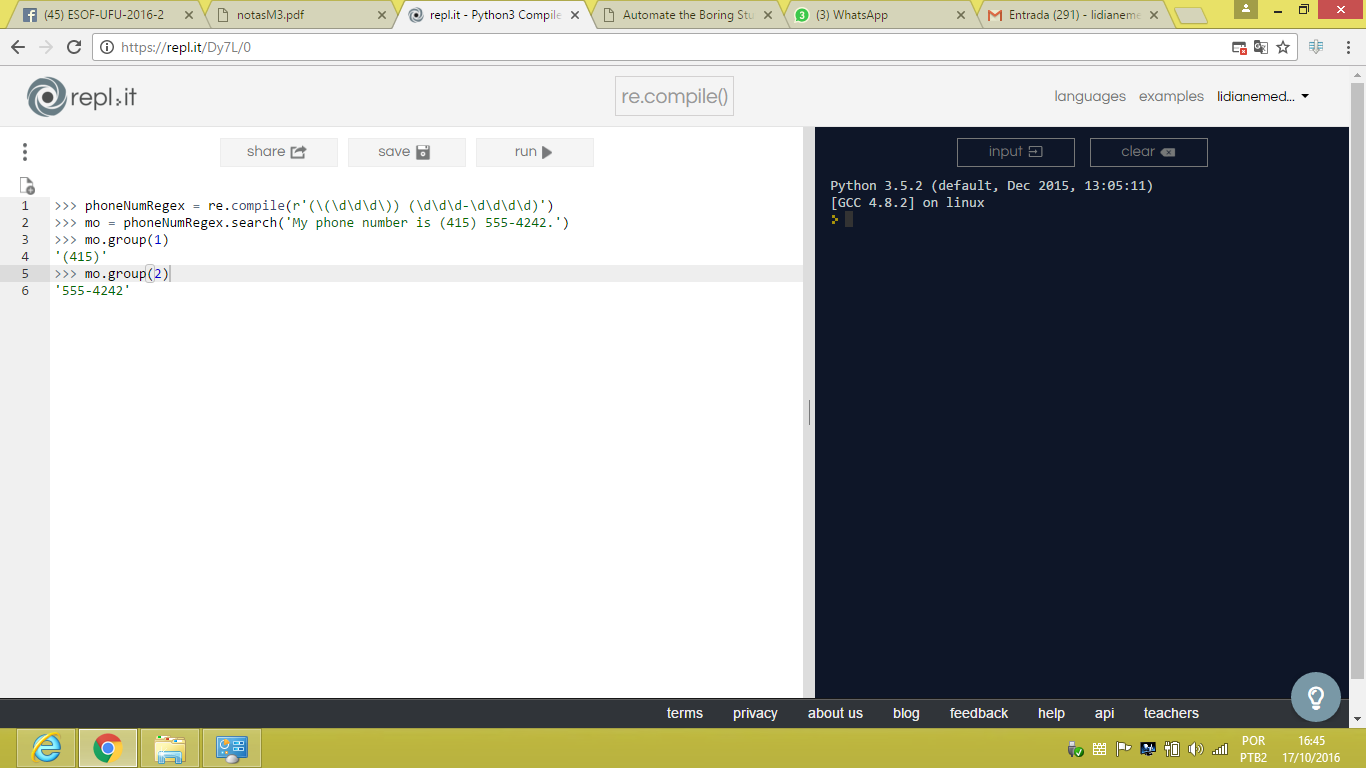 (45) ESOF-UFU-2016-2
notasM3.pdf
repl.it - Python3 Compile
Automate the Boring Stu
(3) WhatsApp
Entrada (291) - lidianeme
https://repl.it/Dy7L/0
repl.it
re.compile()
languages
examples
lidianemed...
share
save
run
input
clear
1 >>> phoneNumRegex = re.compile(r'(\(\d\d\d\)) (\d\d\d-\d\d\d\d)')
2 >>> mo = phoneNumRegex.search('My phone number is (415) 555-4242.')
3 >>> mo.group(1)
4 '(415)'
5 >>> mo.group(2)
6 '555-4242'
Python 3.5.2 (default, Dec 2015, 13:05:11)
[GCC 4.8.2] on linux
terms
privacy
about us
blog
feedback
help
api
teachers
POR
PTB2
16:45
17/10/2016